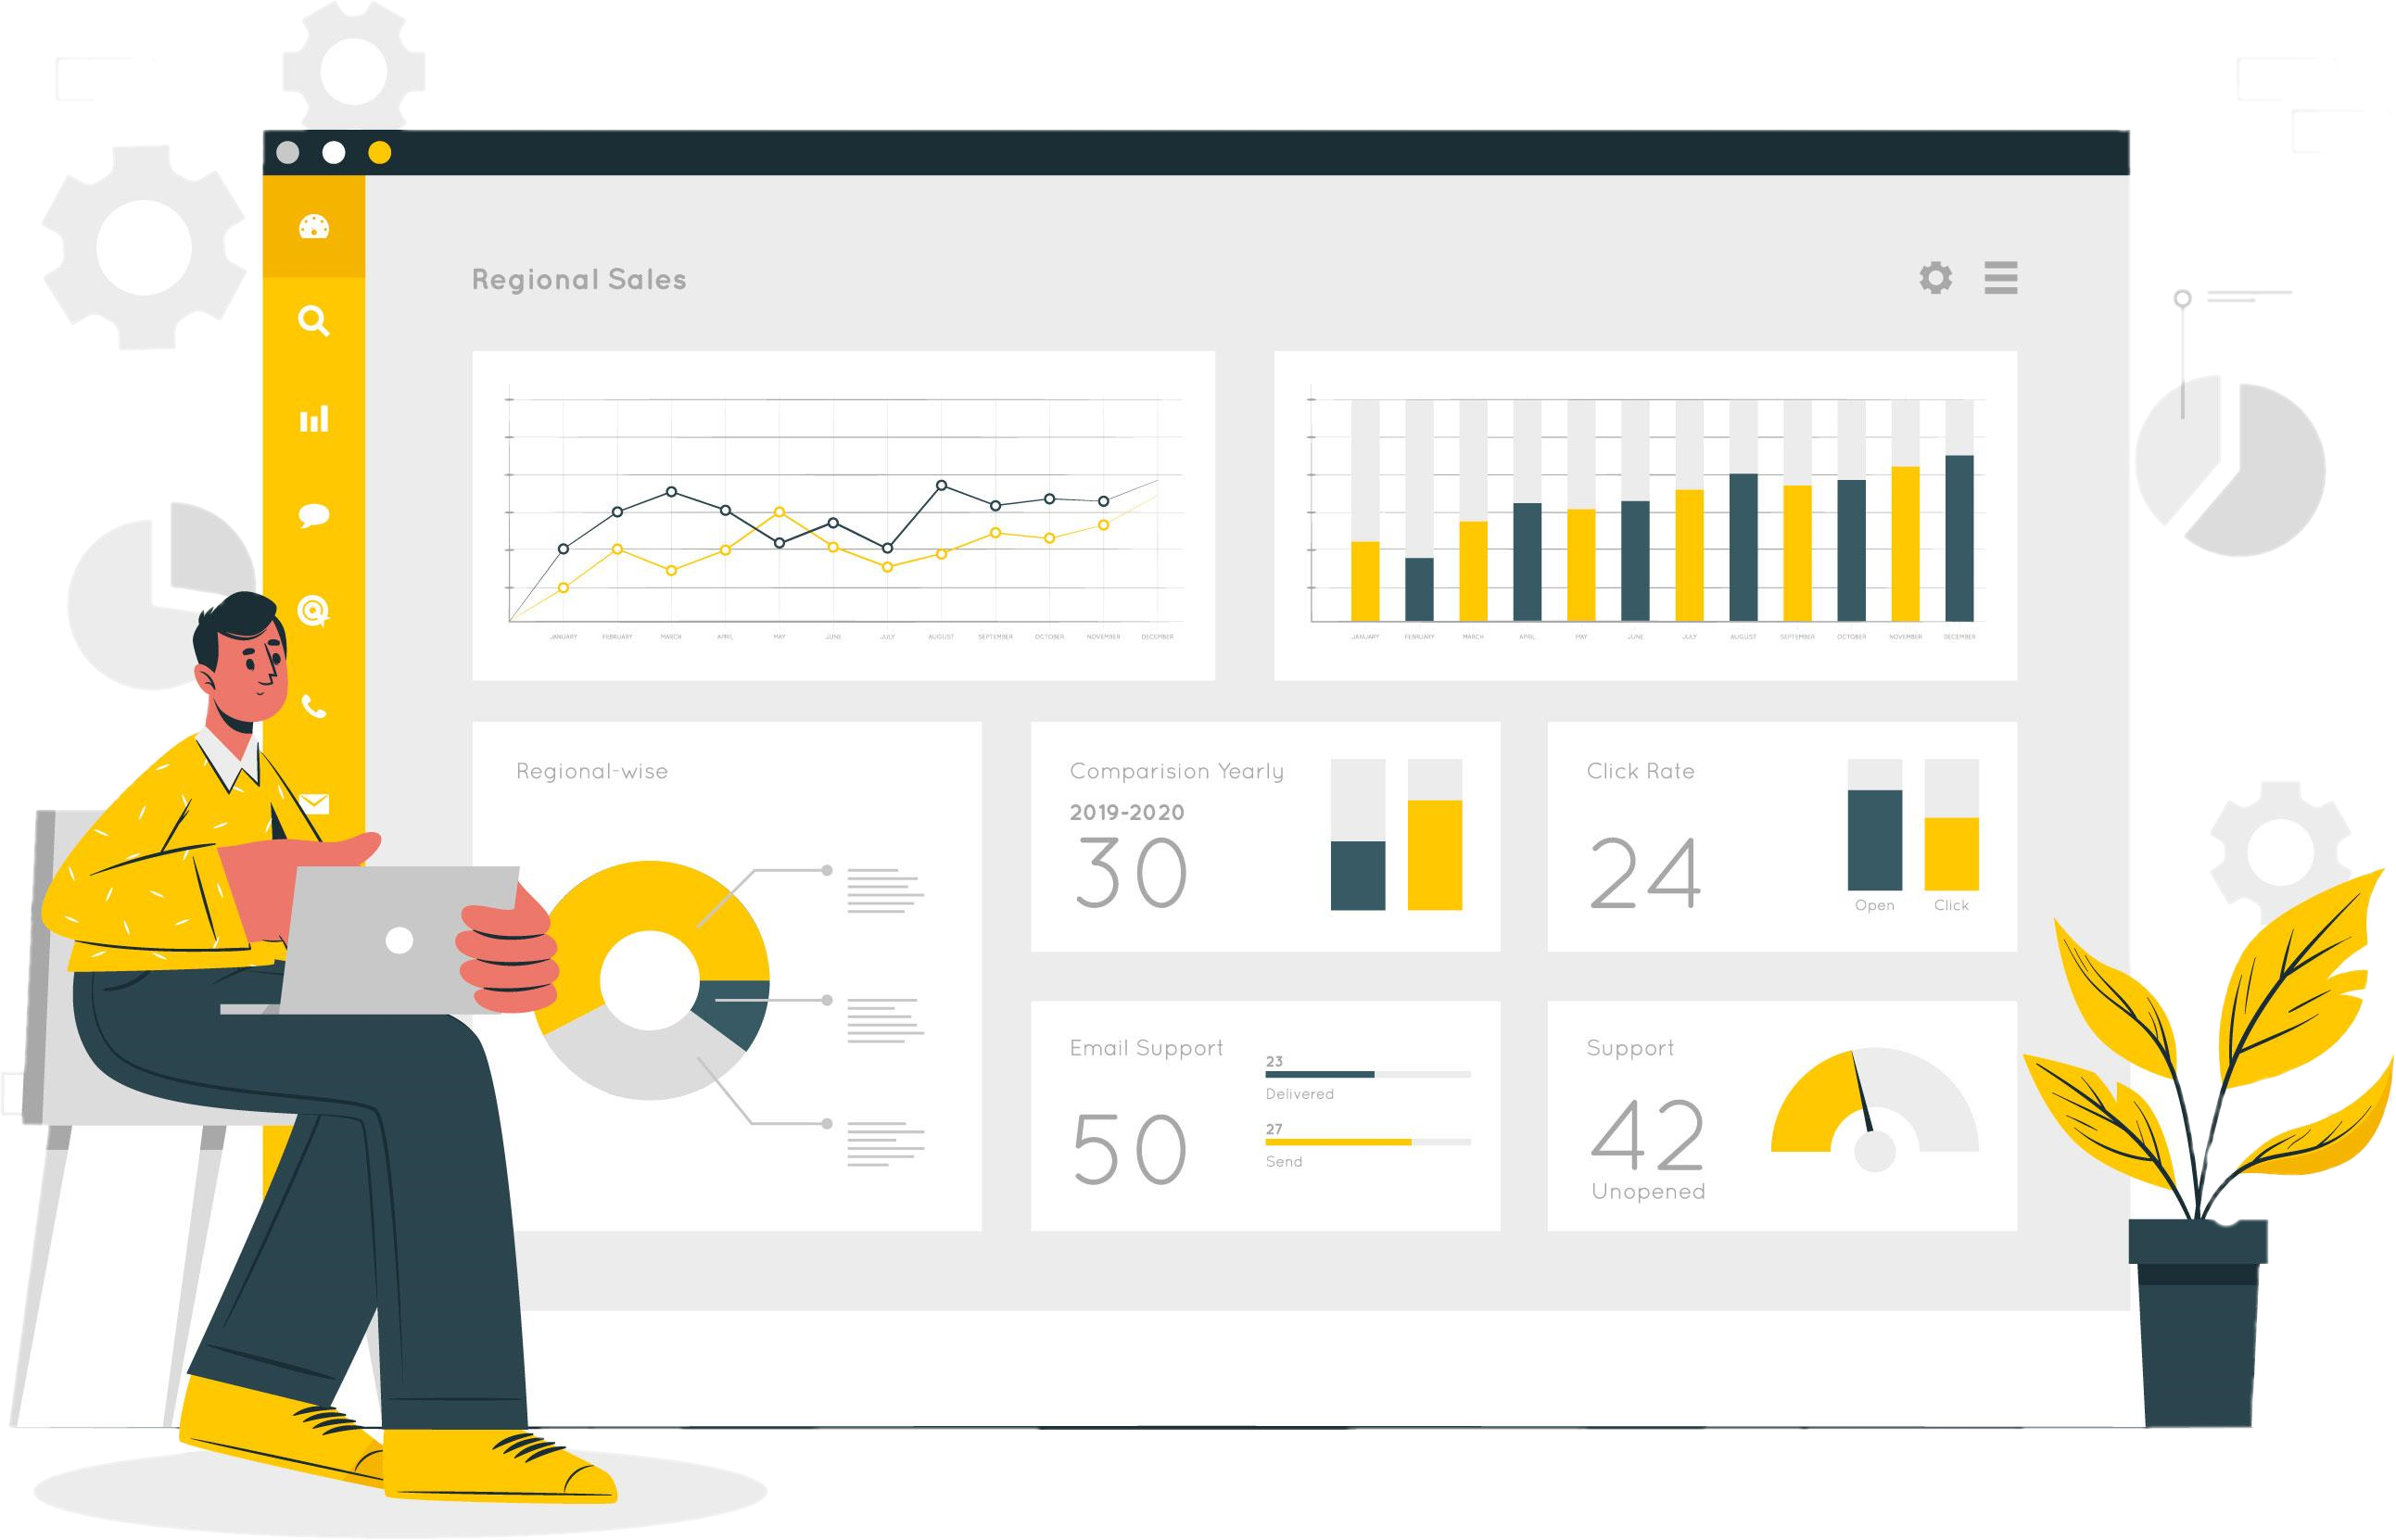 Regional Sales
JANUARY FEBRUARY MARCH APRIL MAY JUNE JULY AUGUST SEPTEMBER OCTOBER NOVEMBER DECEMBER
JANUARY FEBRUARY MARCH APRIL MAY JUNE JULY AUGUST SEPTEMBER OCTOBER NOVEMBER DECEMBER
Regional-wise
Comparision Yearly
2019-2020
30
Click Rate
24
Open Click
Email Support
50
23
Delivered
27
Send
Support
42
Unopened